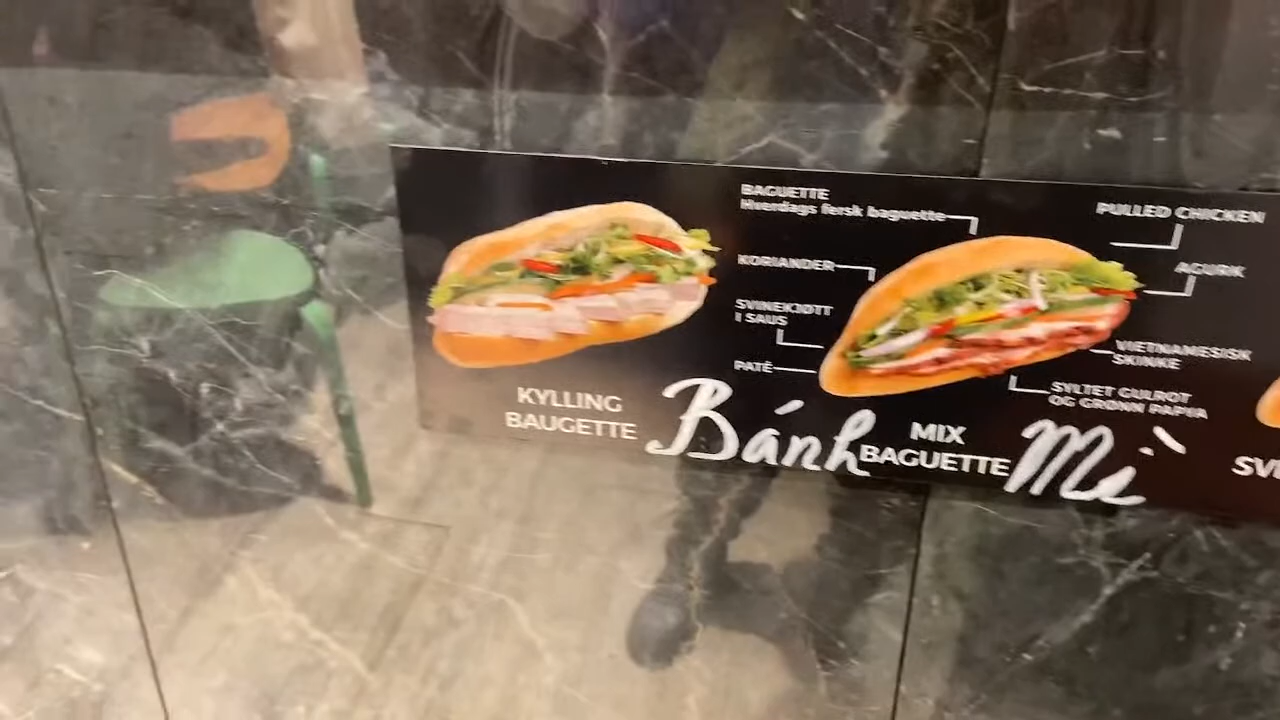 BAGUETTE
Hverdags fersk baguette
PULLED CHICKEN
KORIANDER
AGURK
SVINEKJØTT
I SAUS
VIETNAMESISK
SKINKE
PATÉ
SYLTET GULROT
OG GRØNN PAPAYA
KYLLING
BAUGETTE
Bánh Mì
MIX
BAGUETTE